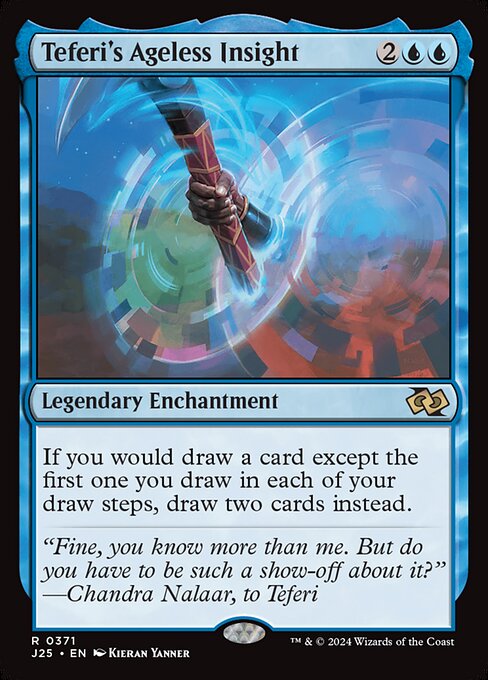 Teferi's Ageless Insight 2
Legendary Enchantment
If you would draw a card except the
first one you draw in each of your
draw steps, draw two cards instead.
“Fine, you know more than me. But do
you have to be such a show-off about it?”
—Chandra Nalaar, to Teferi
R 0371
J25 • EN Kieran Yanner
™ & © 2024 Wizards of the Coast